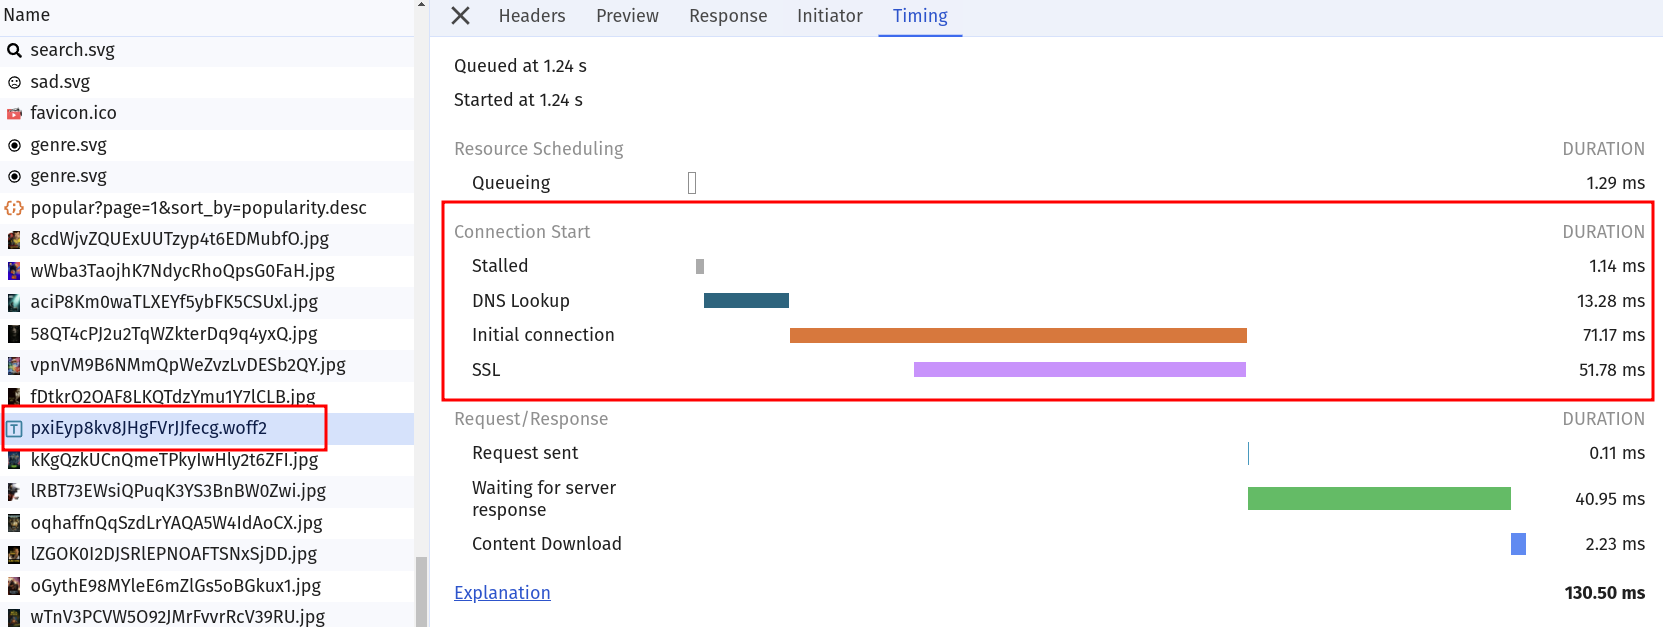 Name
search.svg
sad.svg
favicon.ico
genre.svg
genre.svg
popular?page=1&sort_by=popularity.desc
8cdWjvZQUExUUTzyp4t6EDMubfO.jpg
wWba3TaojhK7NdycRhoQpsG0FaH.jpg
aciP8Km0waTLXEYf5ybFK5CSUxl.jpg
58QT4cPJ2u2TqWZkterDq9q4yxQ.jpg
vpnVM9B6NMmQpWeZvzLvDESb2QY.jpg
fDtkrO2OAF8LKQTdzYmu1Y7lCLB.jpg
pxiEyp8kv8JHgFVrJJfecg.woff2
kKgQzkUCnQmeTPkyIwHly2t6ZFI.jpg
lRBT73EWsiQPuqK3YS3BnBW0Zwi.jpg
oqhaffnQqSzdLrYAQA5W4IdAoCX.jpg
lZGOK0I2DJSRlEPNOAFTSNxSjDD.jpg
oGythE98MYleE6mZlGs5oBGkux1.jpg
wTnV3PCVW5O92JMrFvvrRcV39RU.jpg
Headers Preview Response Initiator Timing
Queued at 1.24 s
Started at 1.24 s
Resource Scheduling DURATION
Queueing 1.29 ms
Connection Start DURATION
Stalled 1.14 ms
DNS Lookup 13.28 ms
Initial connection 71.17 ms
SSL 51.78 ms
Request/Response DURATION
Request sent 0.11 ms
Waiting for server
response 40.95 ms
Content Download 2.23 ms
Explanation 130.50 ms